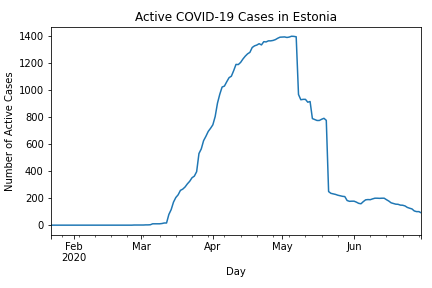 Active COVID-19 Cases in Estonia
Number of Active Cases
1400
1200
1000
800
600
400
200
0
Feb Mar Apr May Jun
2020
Day